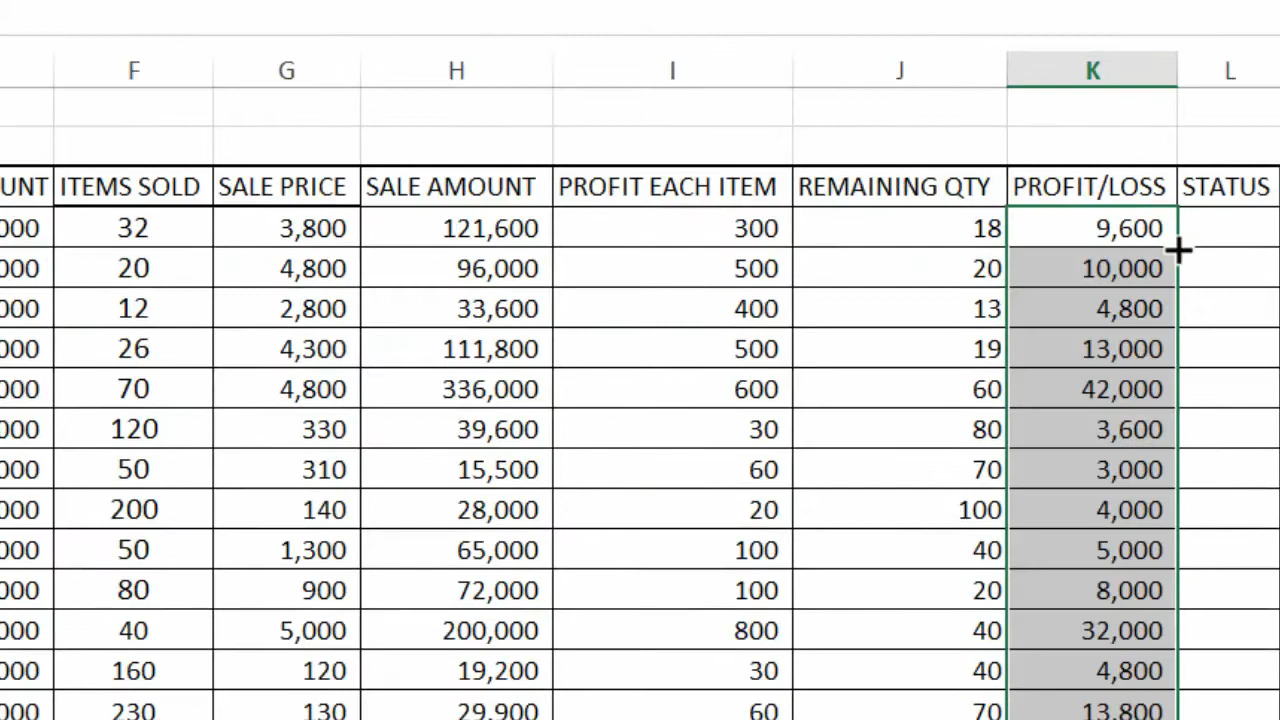 F G H I J K L
UNT ITEMS SOLD SALE PRICE SALE AMOUNT PROFIT EACH ITEM REMAINING QTY PROFIT/LOSS STATUS
000 32 3,800 121,600 300 18 9,600
000 20 4,800 96,000 500 20 10,000
000 12 2,800 33,600 400 13 4,800
000 26 4,300 111,800 500 19 13,000
000 70 4,800 336,000 600 60 42,000
000 120 330 39,600 30 80 3,600
000 50 310 15,500 60 70 3,000
000 200 140 28,000 20 100 4,000
000 50 1,300 65,000 100 40 5,000
000 80 900 72,000 100 20 8,000
000 40 5,000 200,000 800 40 32,000
000 160 120 19,200 30 40 4,800
000 230 130 29,900 60 70 13,800